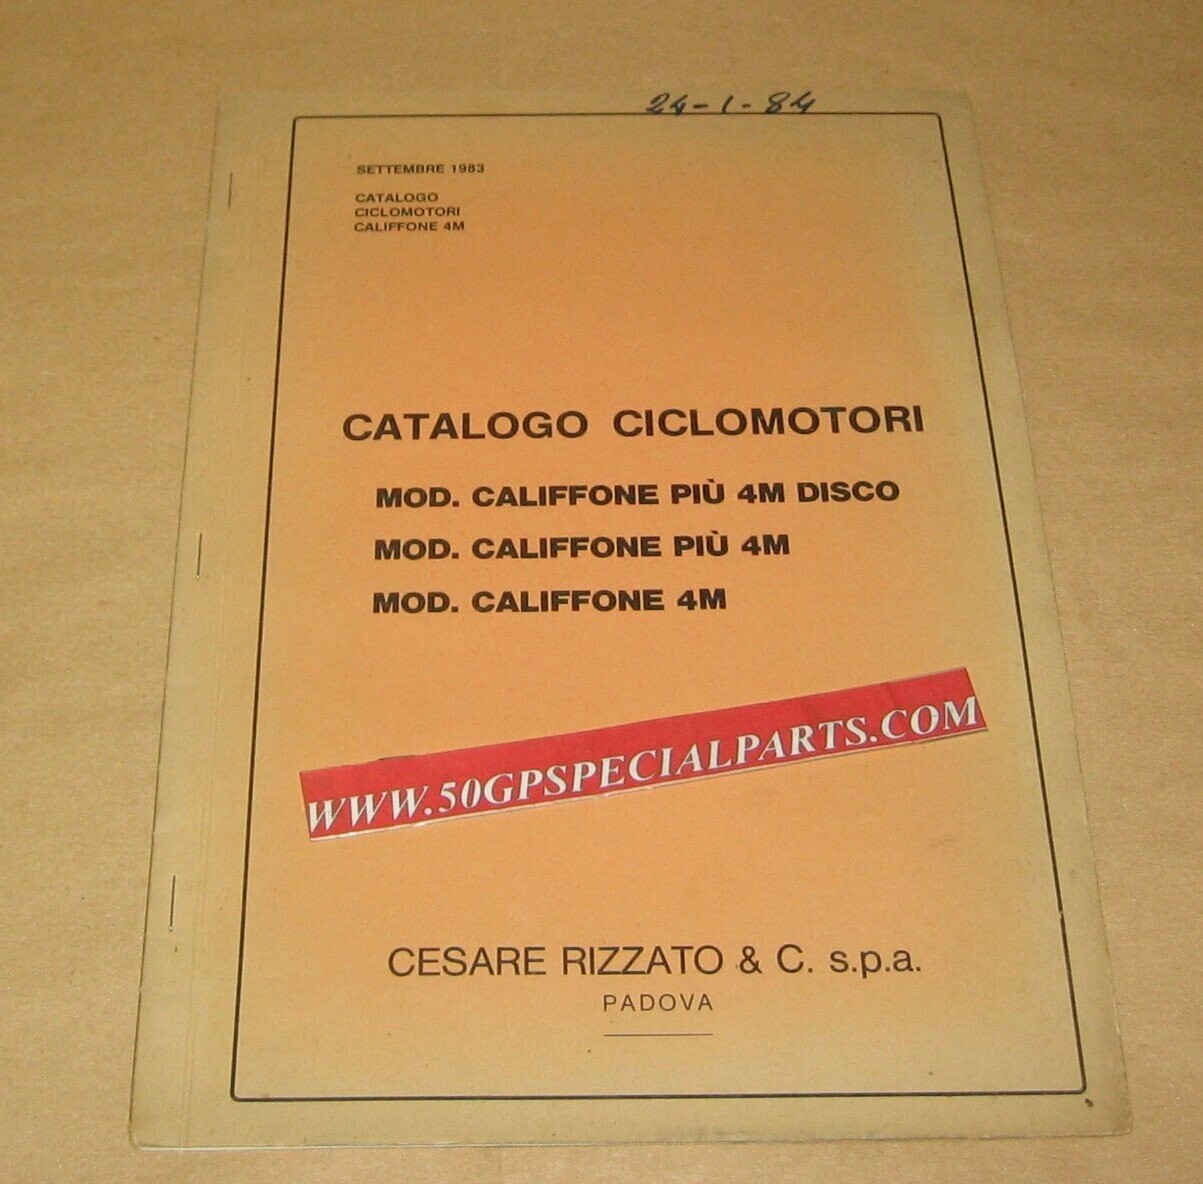 24-1-84
SETTEMBRE 1983
CATALOGO
CICLOMOTORI
CALIFFONE 4M
CATALOGO CICLOMOTORI
MOD. CALIFFONE PIÙ 4M DISCO
MOD. CALIFFONE PIÙ 4M
MOD. CALIFFONE 4M
WWW.50GPSPECIALPARTS.COM
CESARE RIZZATO & C. s.p.a.
PADOVA